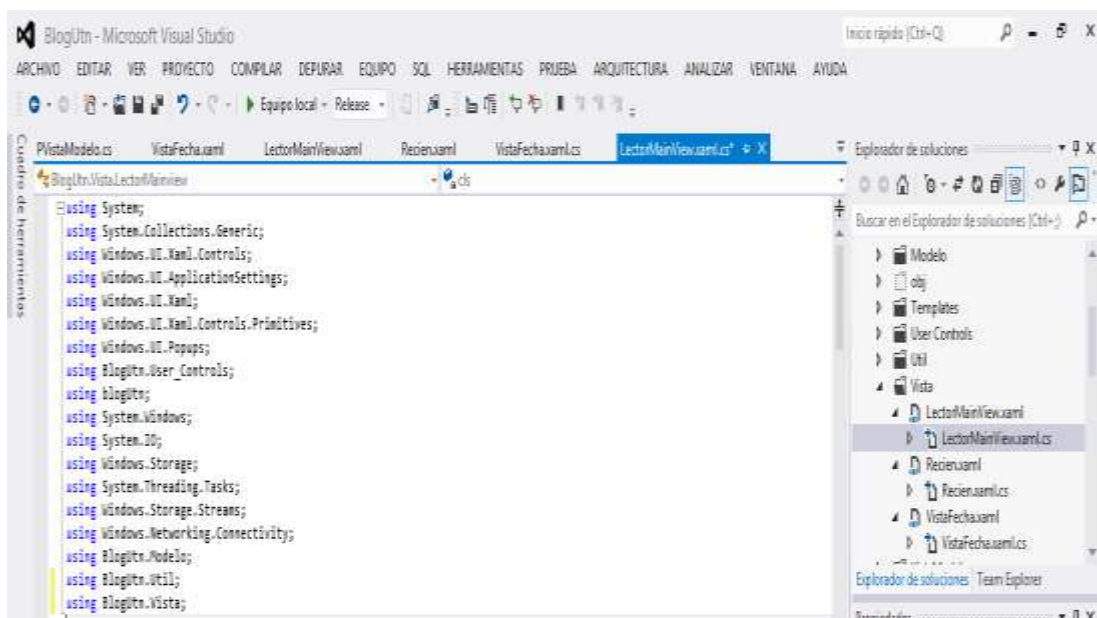 BlogUtn - Microsoft Visual Studio
Inicio rápido (Ctrl+Q)
ARCHIVO EDITAR VER PROYECTO COMPILAR DEPURAR EQUIPO SQL HERRAMIENTAS PRUEBA ARQUITECTURA ANALIZAR VENTANA AYUDA
Equipo local Release
Cuadro de herramientas
PVistaModelo.cs VistaFecha.xaml LectorMainView.xaml Recien.xaml VistaFecha.xaml.cs LectorMainView.xaml.cs*
BlogUtn.Vista.LectorMainview
cls
using System;
using System.Collections.Generic;
using Windows.UI.Xaml.Controls;
using Windows.UI.ApplicationSettings;
using Windows.UI.Xaml;
using Windows.UI.Xaml.Controls.Primitives;
using Windows.UI.Popups;
using BlogUtn.User_Controls;
using blogUtn;
using System.Windows;
using System.IO;
using Windows.Storage;
using System.Threading.Tasks;
using Windows.Storage.Streams;
using Windows.Networking.Connectivity;
using BlogUtn.Modelo;
using BlogUtn.Util;
using BlogUtn.Vista;
Explorador de soluciones
Buscar en el Explorador de soluciones (Ctrl+;)
Modelo
obj
Templates
User Controls
Util
Vista
LectorMainView.xaml
LectorMainView.xaml.cs
Recien.xaml
Recien.xaml.cs
VistaFecha.xaml
VistaFecha.xaml.cs
Explorador de soluciones Team Explorer
Propiedades